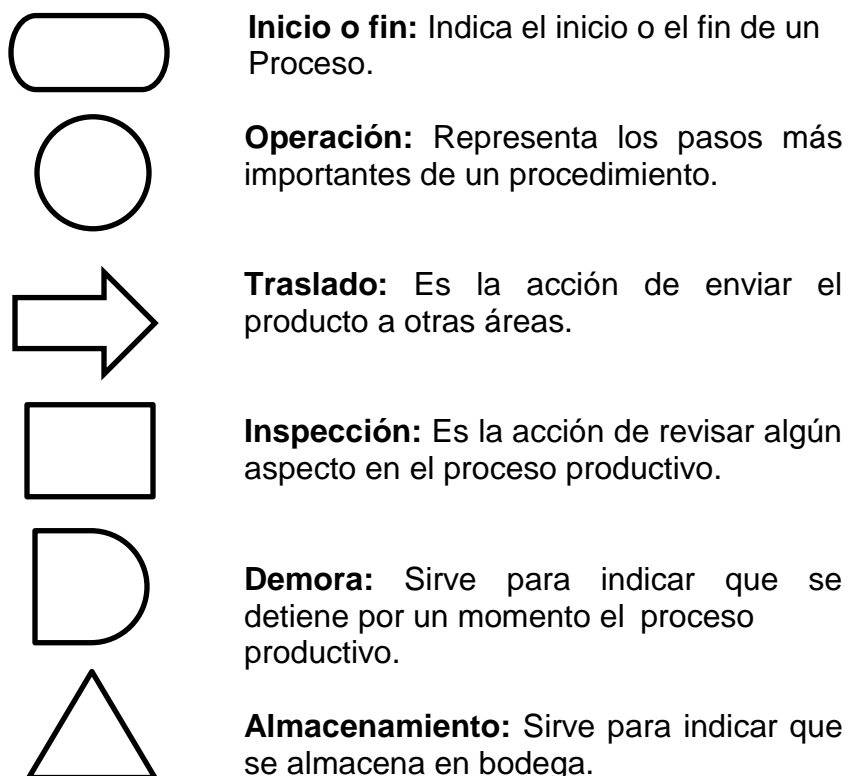 Inicio o fin: Indica el inicio o el fin de un
Proceso.
Operación: Representa los pasos más
importantes de un procedimiento.
Traslado: Es la acción de enviar el
producto a otras áreas.
Inspección: Es la acción de revisar algún
aspecto en el proceso productivo.
Demora: Sirve para indicar que se
detiene por un momento el proceso
productivo.
Almacenamiento: Sirve para indicar que
se almacena en bodega.